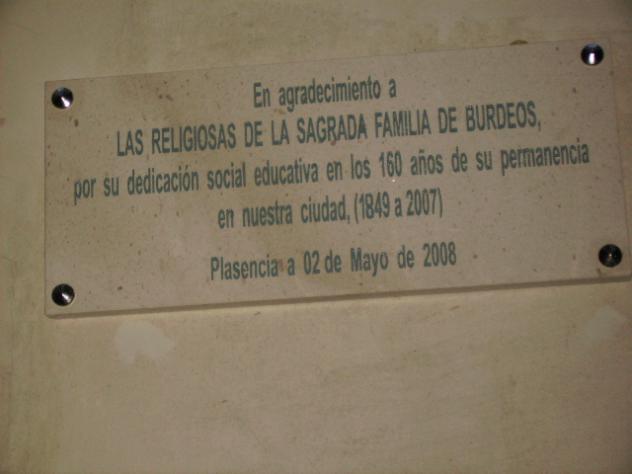 En agradecimiento a
LAS RELIGIOSAS DE LA SAGRADA FAMILIA DE BURDEOS,
por su dedicación social educativa en los 160 años de su permanencia
en nuestra ciudad, (1849 a 2007)
Plasencia a 02 de Mayo de 2008